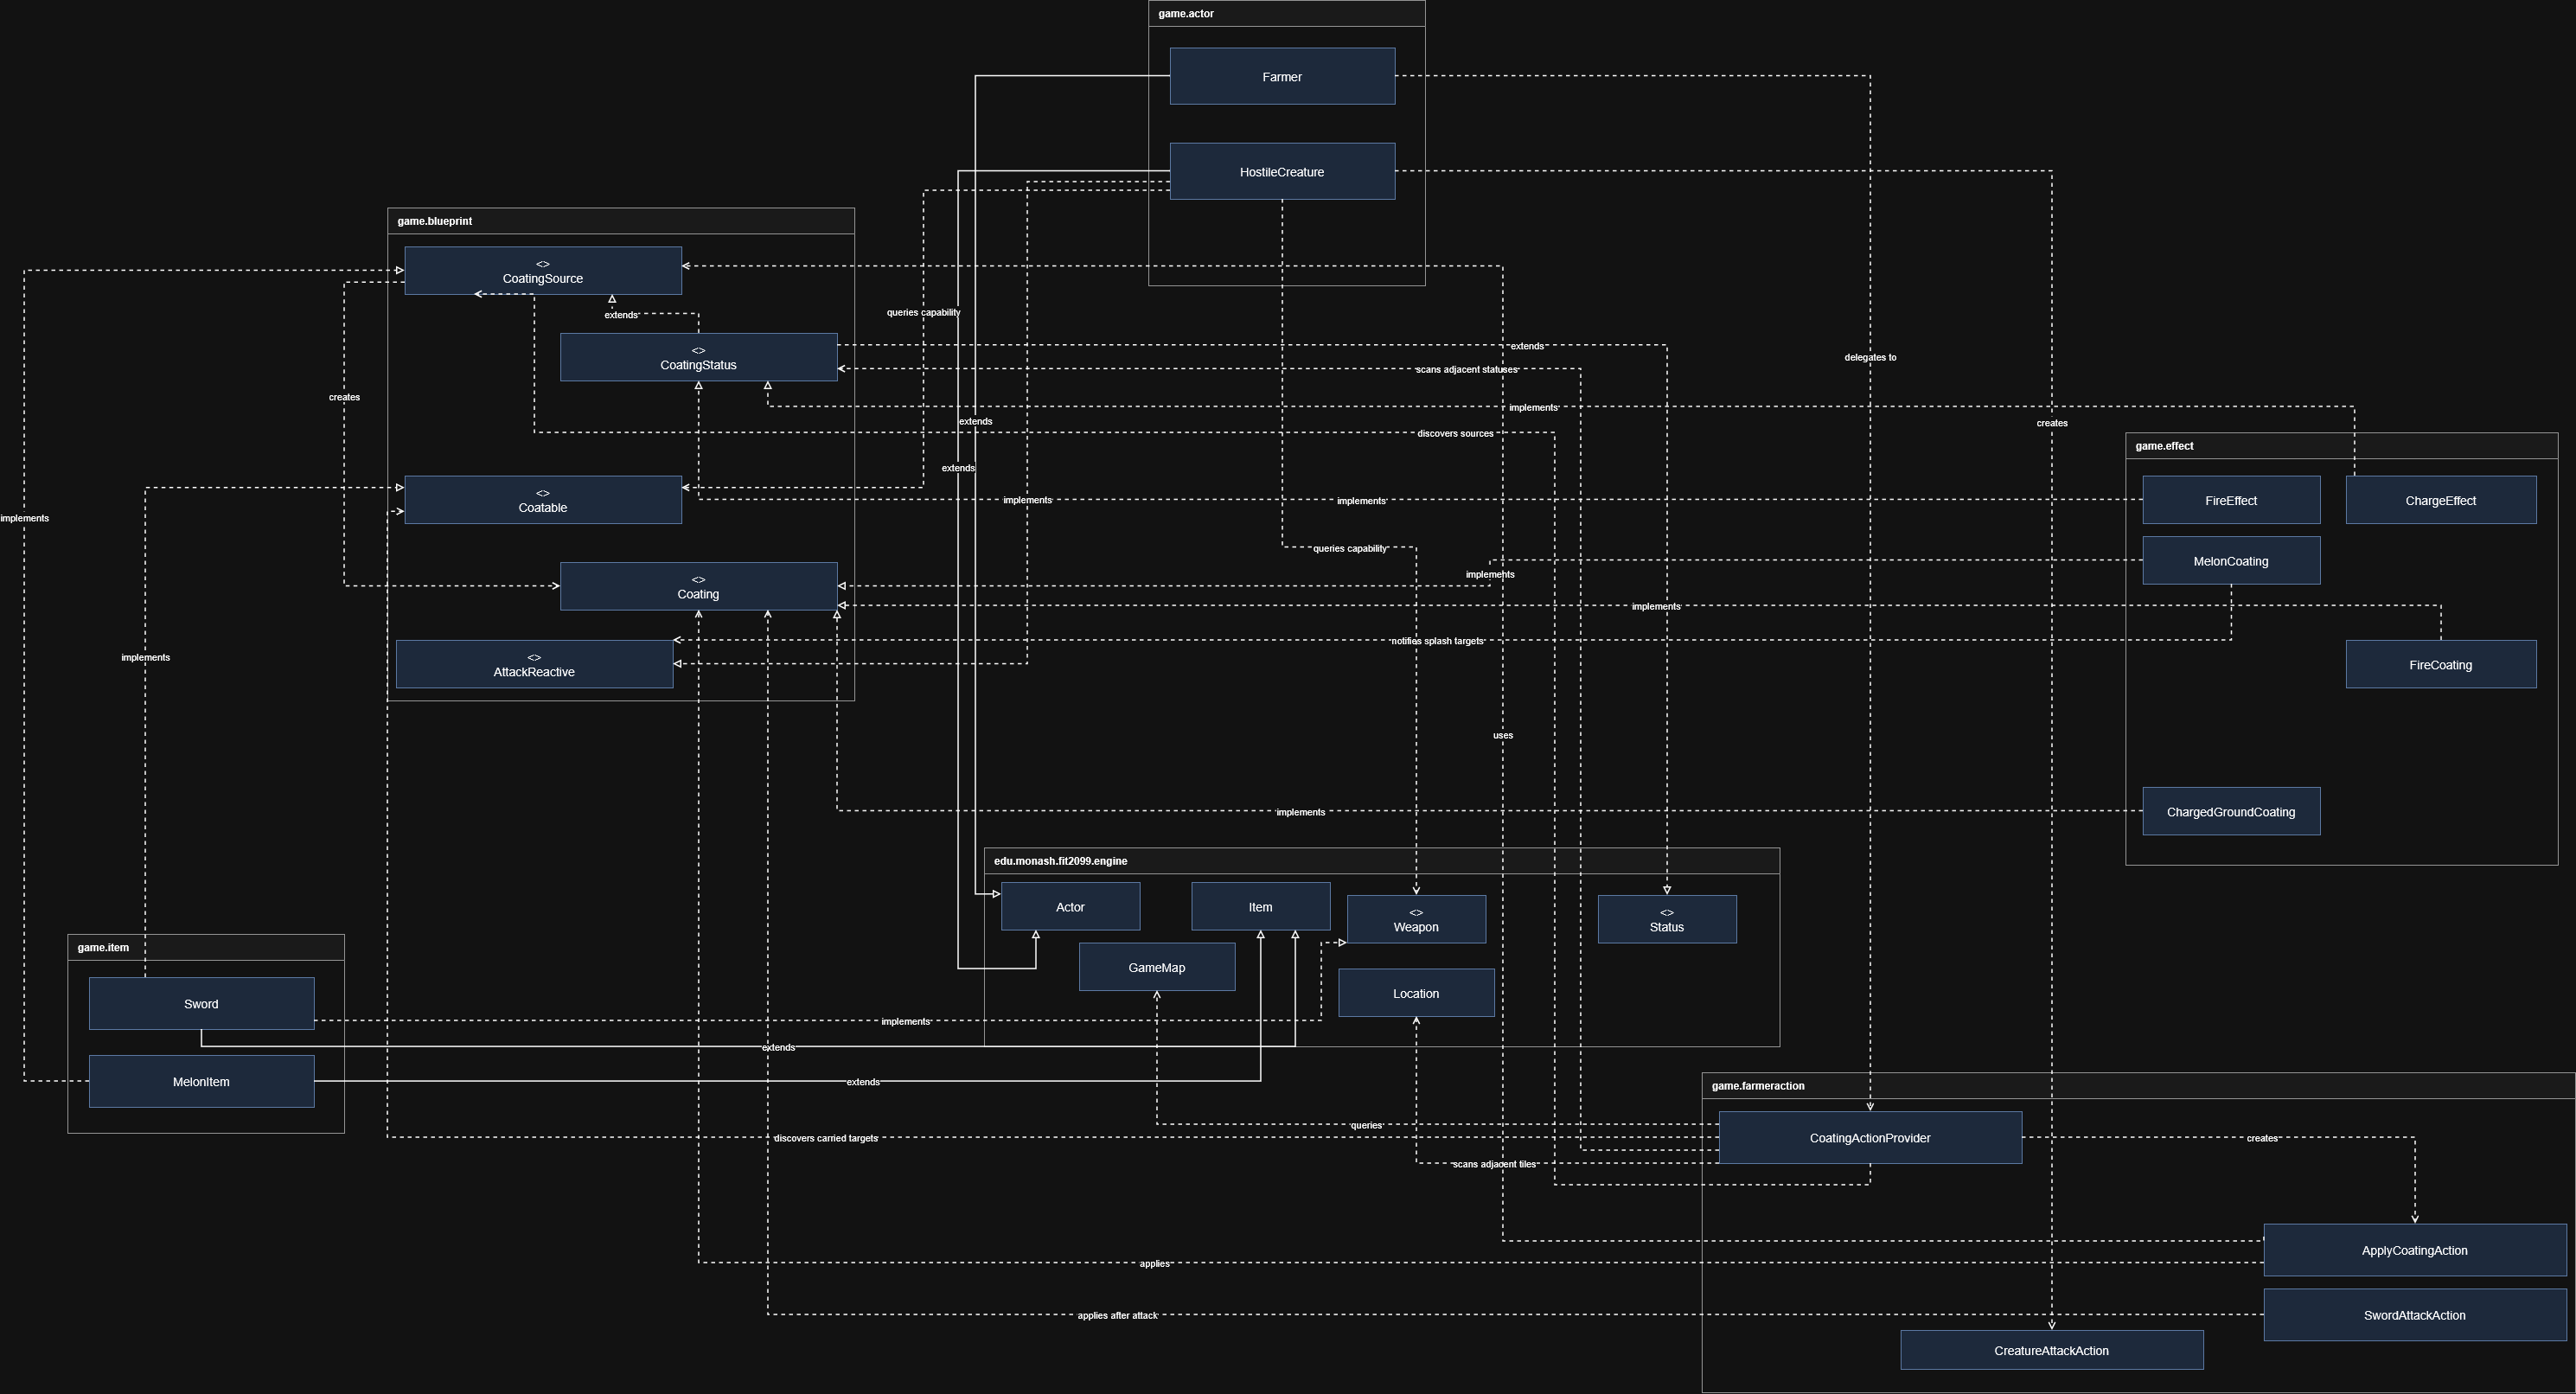 game.actor
Farmer
HostileCreature
game.blueprint
<>
CoatingSource
queries capability
extends
<>
CoatingStatus
extends
delegates to
scans adjacent statuses
creates
implements
extends
creates
discovers sources
game.effect
extends
<>
Coatable
implements
implements
FireEffect
ChargeEffect
implements
queries capability
MelonCoating
implements
<>
Coating
implements
notifies splash targets
implements
<>
AttackReactive
FireCoating
uses
implements
ChargedGroundCoating
edu.monash.fit2099.engine
Actor
Item
<>
Weapon
<>
Status
game.item
GameMap
Location
Sword
implements
extends
MelonItem
extends
game.farmeraction
queries
discovers carried targets
CoatingActionProvider
creates
scans adjacent tiles
ApplyCoatingAction
applies
applies after attack
SwordAttackAction
CreatureAttackAction